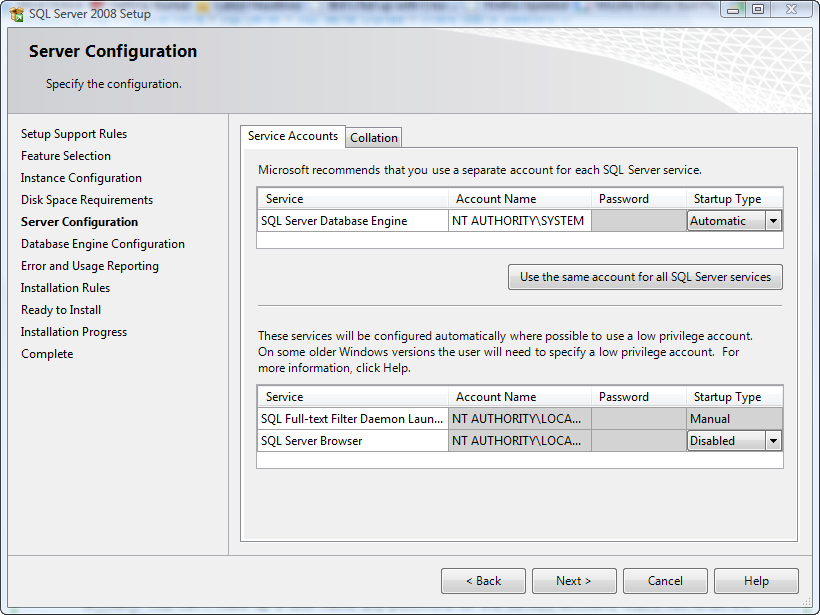 SQL Server 2008 Setup
Server Configuration
Specify the configuration.
Setup Support Rules
Feature Selection
Instance Configuration
Disk Space Requirements
Server Configuration
Database Engine Configuration
Error and Usage Reporting
Installation Rules
Ready to Install
Installation Progress
Complete
Service Accounts Collation
Microsoft recommends that you use a separate account for each SQL Server service.
Service Account Name Password Startup Type
SQL Server Database Engine NT AUTHORITY\SYSTEM Automatic
Use the same account for all SQL Server services
These services will be configured automatically where possible to use a low privilege account.
On some older Windows versions the user will need to specify a low privilege account. For
more information, click Help.
Service Account Name Password Startup Type
SQL Full-text Filter Daemon Laun... NT AUTHORITY\LOCA... Manual
SQL Server Browser NT AUTHORITY\LOCA... Disabled
< Back Next > Cancel Help